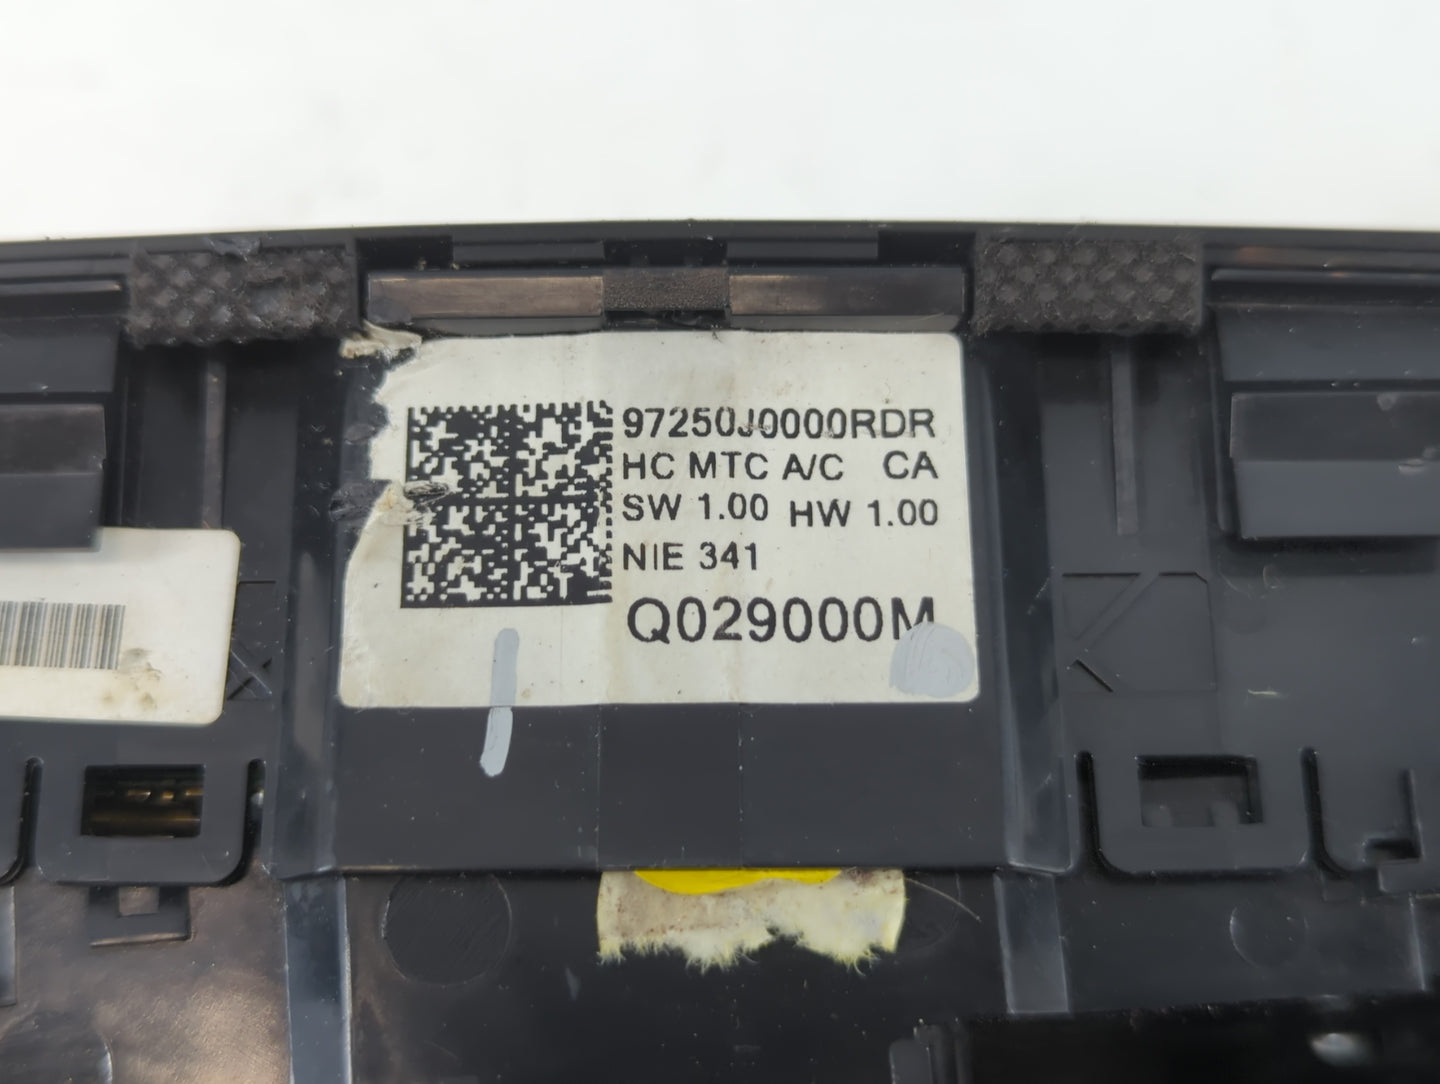 97250J0000RDR
HC MTC A/C CA
SW 1.00 HW 1.00
NIE 341
Q029000M